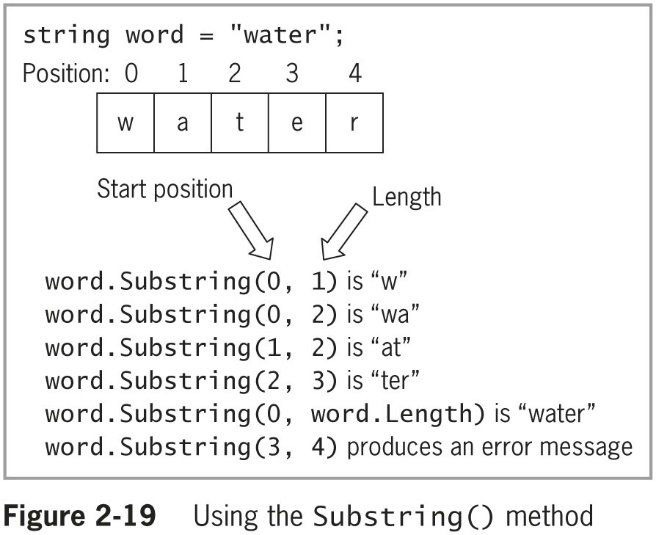 string word = "water";
Position: 0 1 2 3 4
w a t e r
Start position
Length
word.Substring(0, 1) is “w”
word.Substring(0, 2) is “wa”
word.Substring(1, 2) is “at”
word.Substring(2, 3) is “ter”
word.Substring(0, word.Length) is “water”
word.Substring(3, 4) produces an error message
Figure 2-19 Using the Substring() method